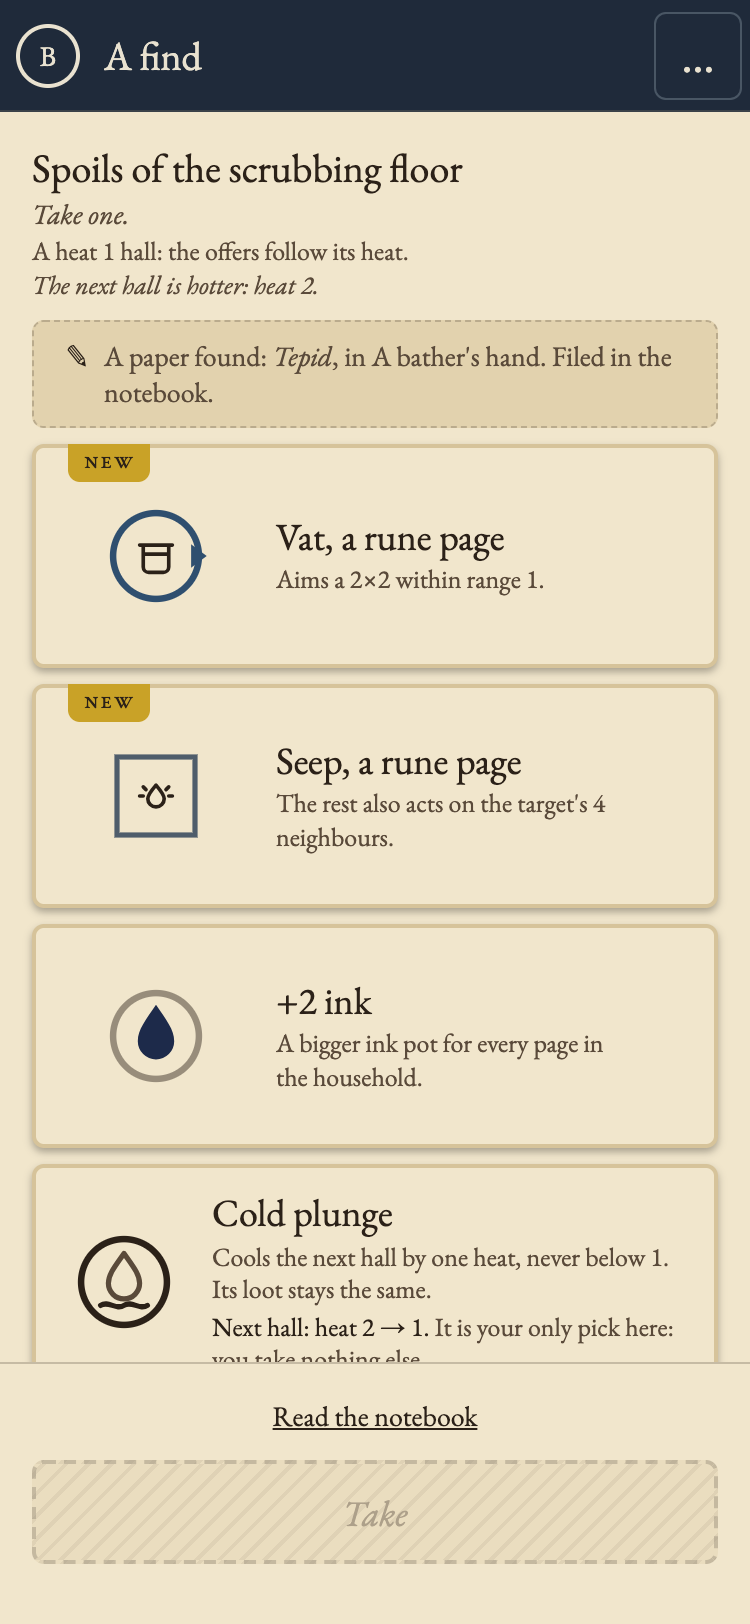 B
A find
...
Spoils of the scrubbing floor
Take one.
A heat 1 hall: the offers follow its heat.
The next hall is hotter: heat 2.
✎ A paper found: Tepid, in A bather's hand. Filed in the
notebook.
NEW
Vat, a rune page
Aims a 2×2 within range 1.
NEW
Seep, a rune page
The rest also acts on the target's 4
neighbours.
+2 ink
A bigger ink pot for every page in
the household.
Cold plunge
Cools the next hall by one heat, never below 1.
Its loot stays the same.
Next hall: heat 2 → 1. It is your only pick here:
you take nothing else.
Read the notebook
Take